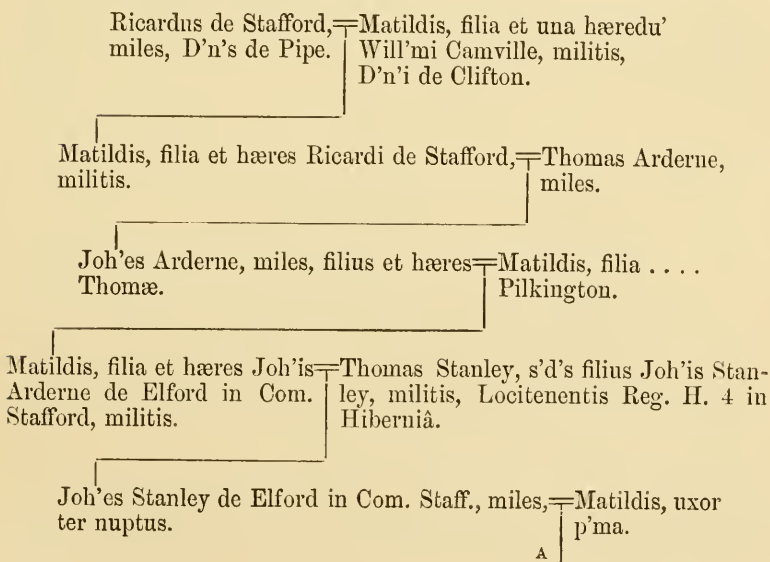 Ricardus de Stafford,
miles, D'n's de Pipe.
Matildis, filia et una hæredu'
Will'mi Camville, militis,
D'n'i de Clifton.
Matildis, filia et hæres Ricardi de Stafford,
militis.
Thomas Arderne,
miles.
Joh'es Arderne, miles, filius et hæres
Thomæ.
Matildis, filia . . . .
Pilkington.
Matildis, filia et hæres Joh'is
Arderne de Elford in Com.
Stafford, militis.
Thomas Stanley, s'd's filius Joh'is Stan-
ley, militis, Locitenentis Reg. H. 4 in
Hiberniâ.
Joh'es Stanley de Elford in Com. Staff., miles,
ter nuptus.
Matildis, uxor
p'ma.
A